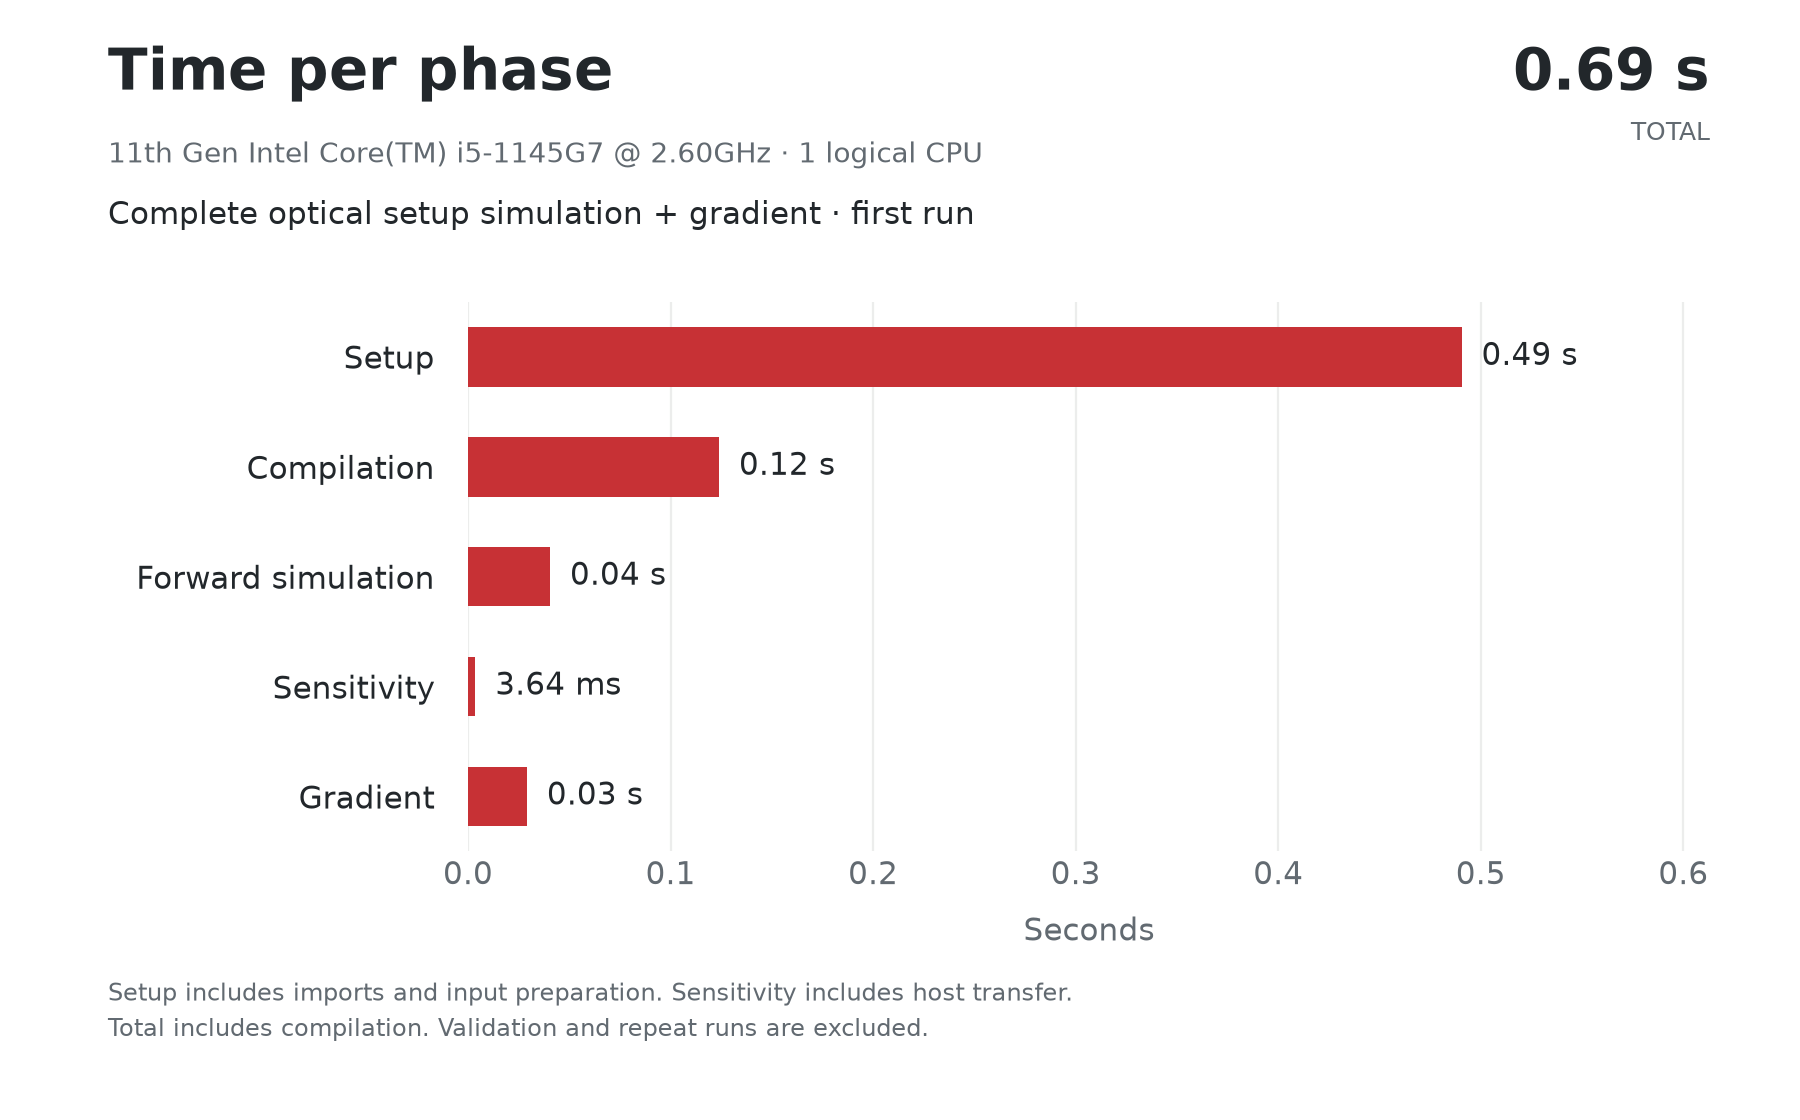 Time per phase
0.69 s
TOTAL
11th Gen Intel Core(TM) i5-1145G7 @ 2.60GHz · 1 logical CPU
Complete optical setup simulation + gradient · first run
Setup 0.49 s
Compilation 0.12 s
Forward simulation 0.04 s
Sensitivity 3.64 ms
Gradient 0.03 s
0.0 0.1 0.2 0.3 0.4 0.5 0.6
Seconds
Setup includes imports and input preparation. Sensitivity includes host transfer.
Total includes compilation. Validation and repeat runs are excluded.